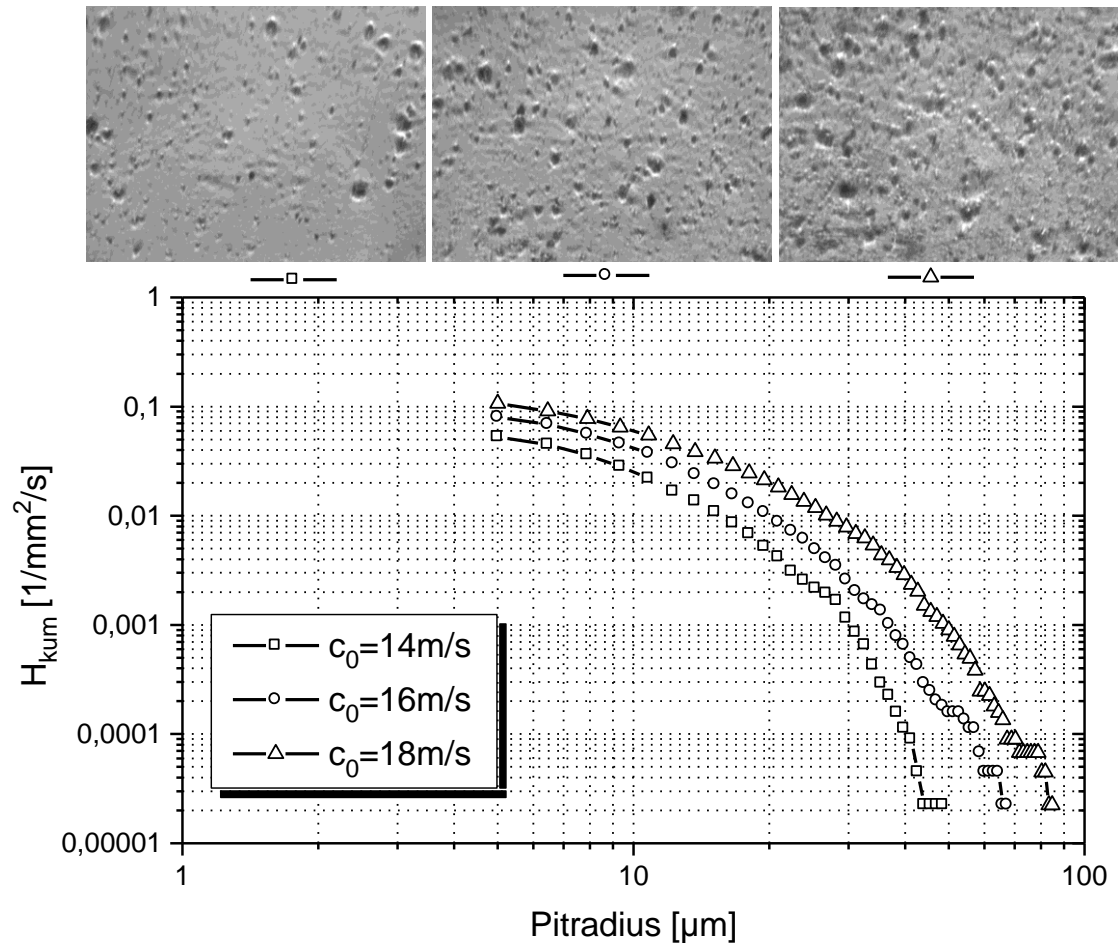 1
0,1
0,01
0,001
0,0001
0,00001
H_kum [1/mm²/s]
c₀=14m/s
c₀=16m/s
c₀=18m/s
1
10
100
Pitradius [µm]